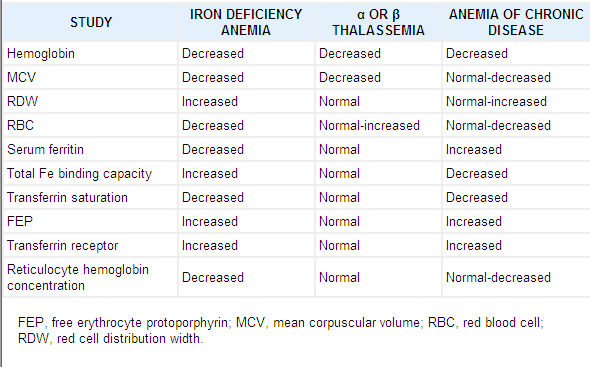 STUDY IRON DEFICIENCY ANEMIA α OR β THALASSEMIA ANEMIA OF CHRONIC DISEASE
Hemoglobin Decreased Decreased Decreased
MCV Decreased Decreased Normal-decreased
RDW Increased Normal Normal-increased
RBC Decreased Normal-increased Normal-decreased
Serum ferritin Decreased Normal Increased
Total Fe binding capacity Increased Normal Decreased
Transferrin saturation Decreased Normal Decreased
FEP Increased Normal Increased
Transferrin receptor Increased Normal Increased
Reticulocyte hemoglobin concentration Decreased Normal Normal-decreased
FEP, free erythrocyte protoporphyrin; MCV, mean corpuscular volume; RBC, red blood cell;
RDW, red cell distribution width.